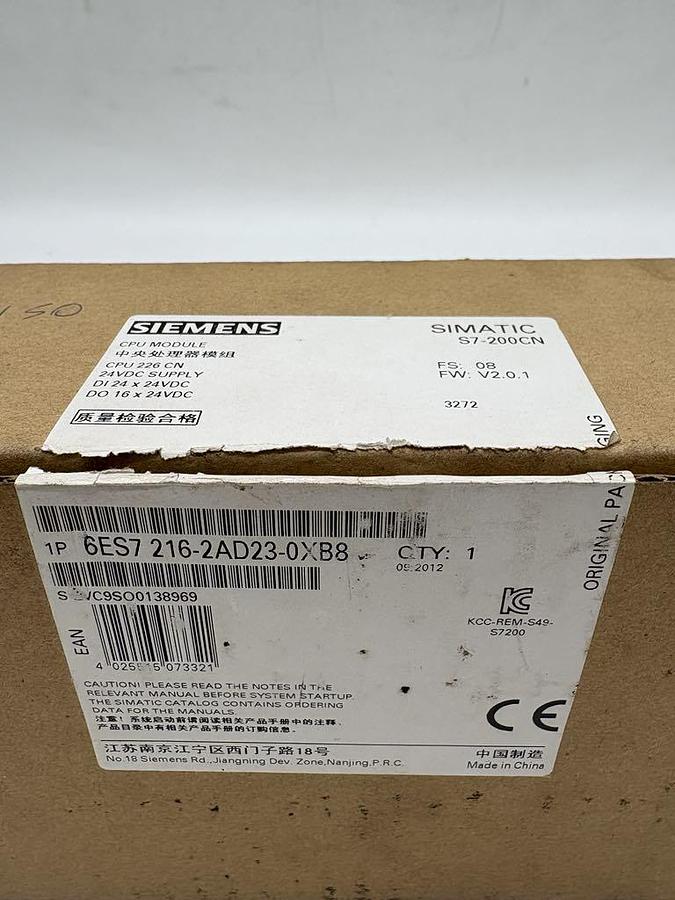 SIEMENS
SIMATIC
S7-200CN
CPU MODULE
中央处理器模组
CPU 226 CN
24VDC SUPPLY
DI 24 x 24VDC
DO 16 x 24VDC
FS: 08
FW: V2.0.1
3272
质量检验合格
ORIGINAL PACKGING
1P 6ES7 216-2AD23-0XB8
QTY: 1
09.2012
S VC9SO0138969
KCC-REM-S49-
S7200
EAN
4 025515 073321
CAUTION! PLEASE READ THE NOTES IN THE
RELEVANT MANUAL BEFORE SYSTEM STARTUP.
THE SIMATIC CATALOG CONTAINS ORDERING
DATA FOR THE MANUALS.
注意！系统启动前请阅读相关产品手册中的注释。
产品目录中有相关产品手册的订购信息。
CE
江苏南京江宁区西门子路18号
No.18 Siemens Rd.,Jiangning Dev. Zone,Nanjing,P.R.C.
中国制造
Made in China